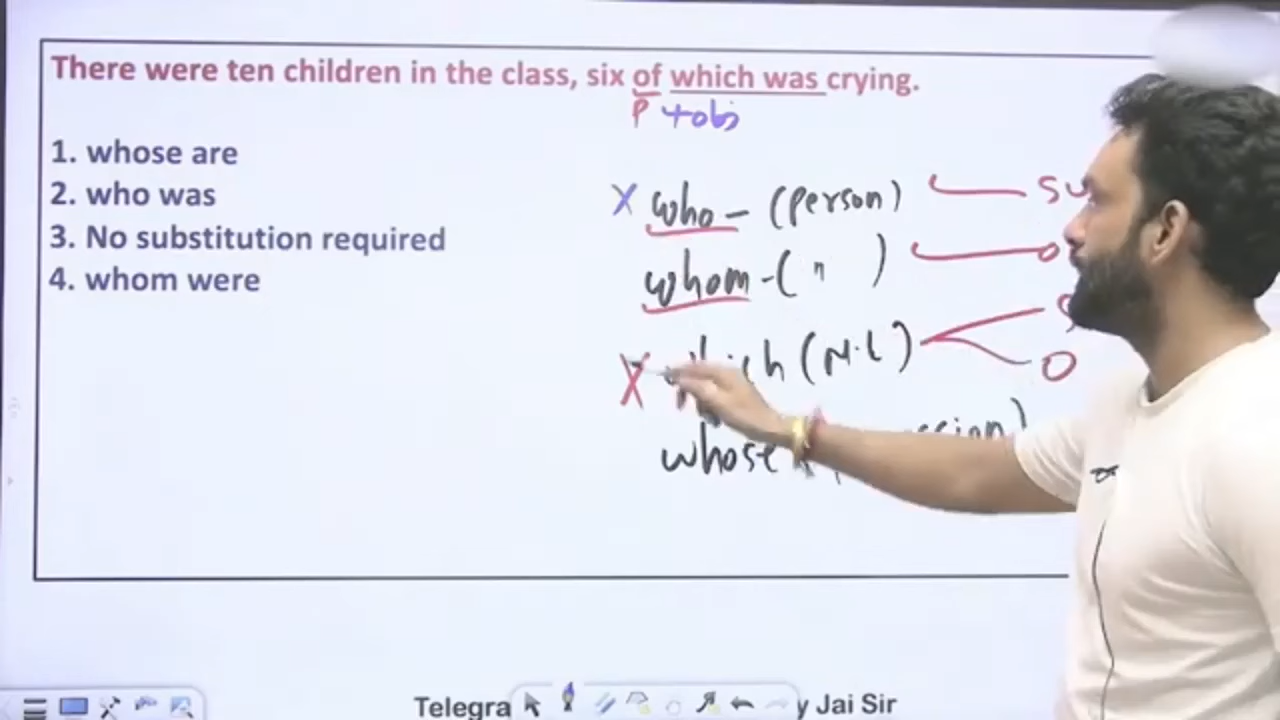 There were ten children in the class, six of which was crying.
P +obj
1. whose are
2. who was
3. No substitution required
4. whom were
X who - (person)
whom - ( " )
X (N.L) O
whose
Telegra y Jai Sir